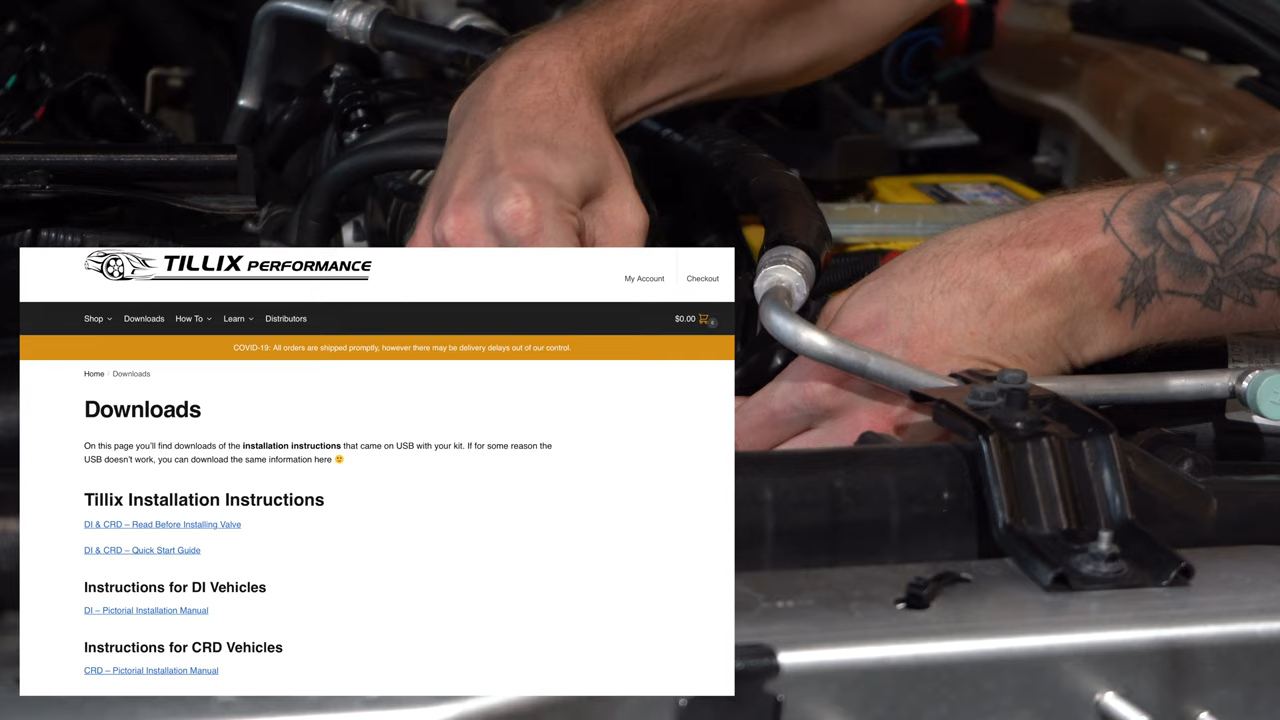 TILLIX PERFORMANCE
My Account
Checkout
Shop
Downloads
How To
Learn
Distributors
$0.00
COVID-19: All orders are shipped promptly, however there may be delivery delays out of our control.
Home / Downloads
Downloads
On this page you'll find downloads of the installation instructions that came on USB with your kit. If for some reason the
USB doesn't work, you can download the same information here 🙂
Tillix Installation Instructions
DI & CRD – Read Before Installing Valve
DI & CRD – Quick Start Guide
Instructions for DI Vehicles
DI – Pictorial Installation Manual
Instructions for CRD Vehicles
CRD – Pictorial Installation Manual